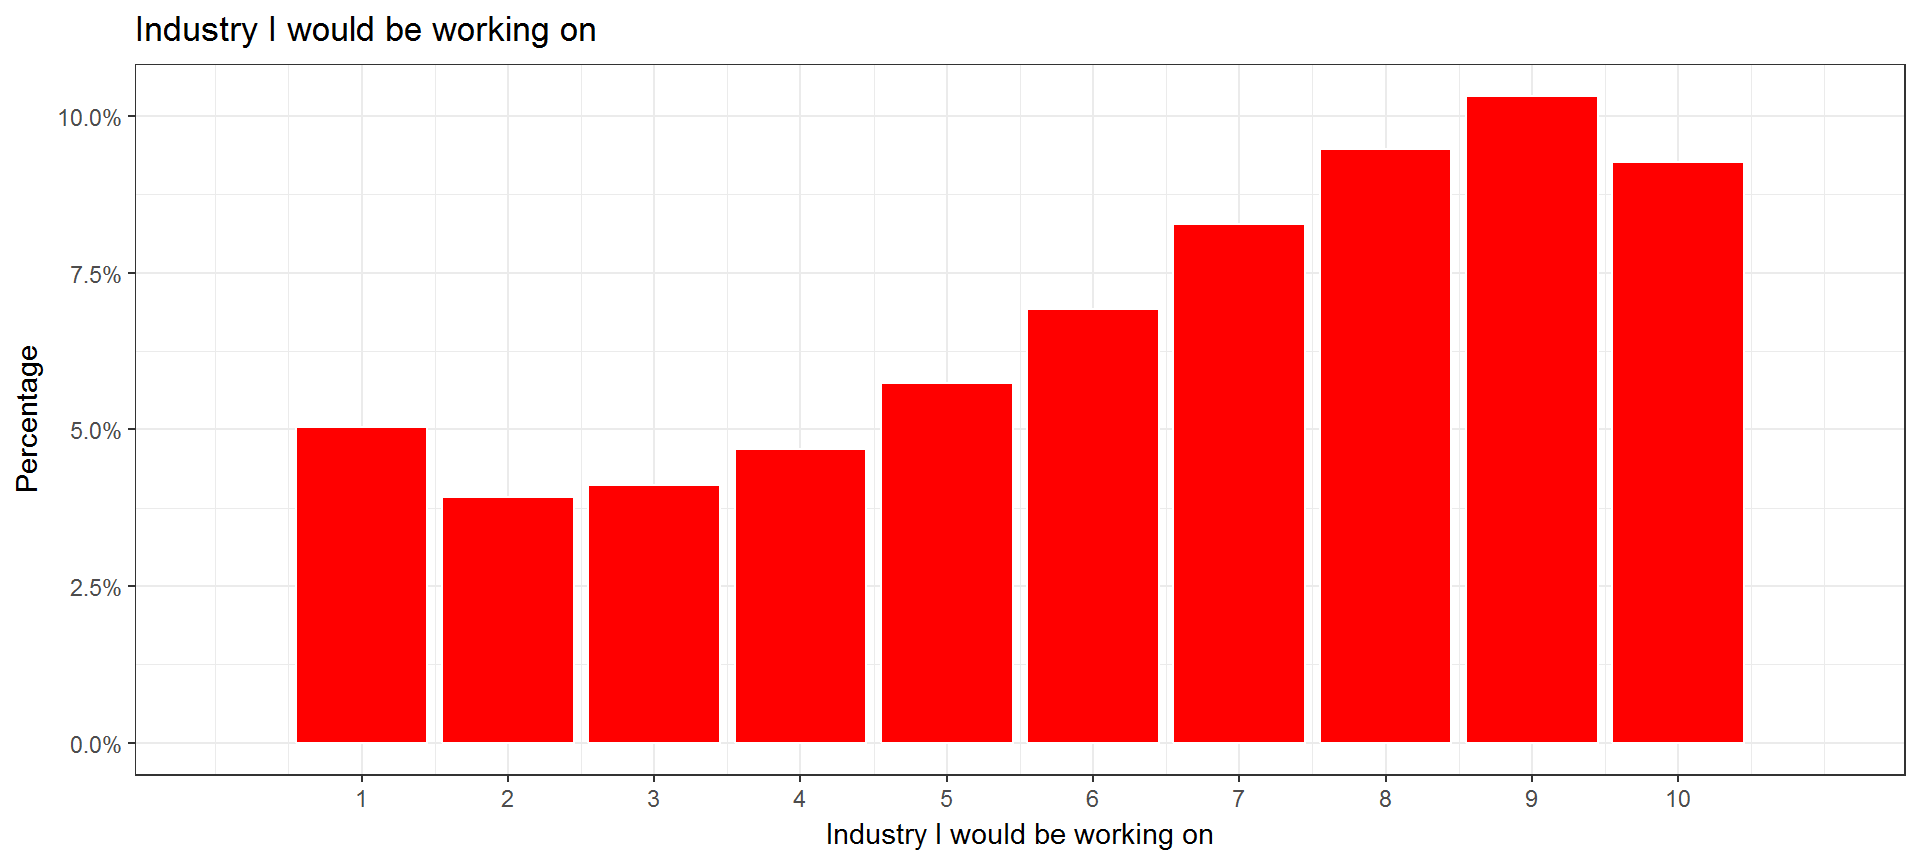 Industry I would be working on
10.0%
7.5%
5.0%
2.5%
0.0%
Percentage
1 2 3 4 5 6 7 8 9 10
Industry I would be working on